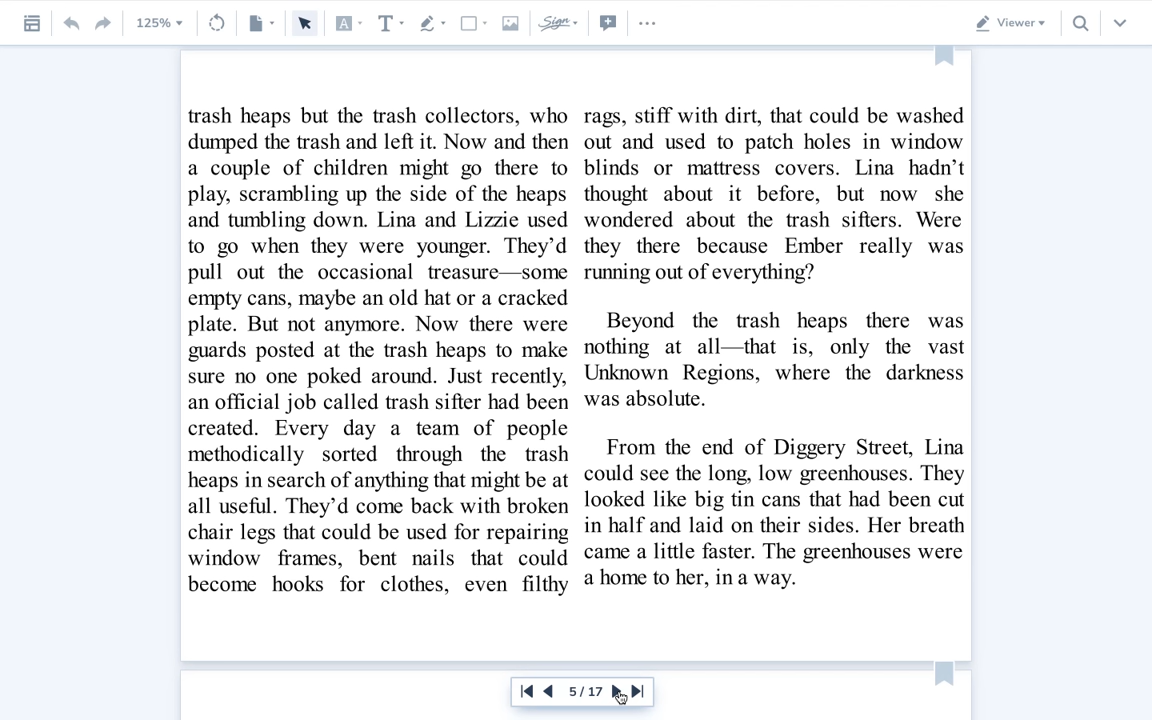 125%
A
T
Sign
Viewer
trash heaps but the trash collectors, who
dumped the trash and left it. Now and then
a couple of children might go there to
play, scrambling up the side of the heaps
and tumbling down. Lina and Lizzie used
to go when they were younger. They’d
pull out the occasional treasure—some
empty cans, maybe an old hat or a cracked
plate. But not anymore. Now there were
guards posted at the trash heaps to make
sure no one poked around. Just recently,
an official job called trash sifter had been
created. Every day a team of people
methodically sorted through the trash
heaps in search of anything that might be at
all useful. They’d come back with broken
chair legs that could be used for repairing
window frames, bent nails that could
become hooks for clothes, even filthy
rags, stiff with dirt, that could be washed
out and used to patch holes in window
blinds or mattress covers. Lina hadn’t
thought about it before, but now she
wondered about the trash sifters. Were
they there because Ember really was
running out of everything?
Beyond the trash heaps there was
nothing at all—that is, only the vast
Unknown Regions, where the darkness
was absolute.
From the end of Diggery Street, Lina
could see the long, low greenhouses. They
looked like big tin cans that had been cut
in half and laid on their sides. Her breath
came a little faster. The greenhouses were
a home to her, in a way.
5 / 17